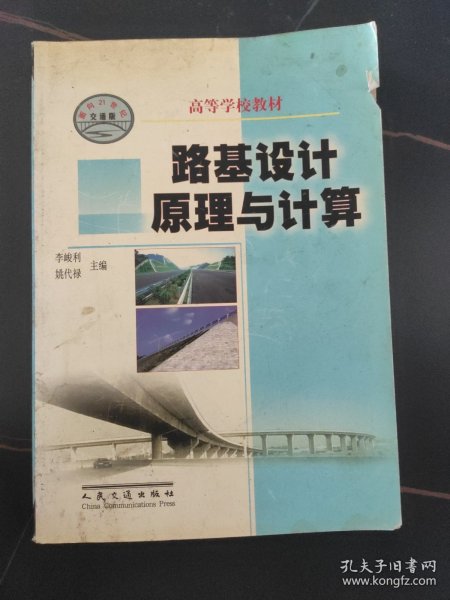 面向21世纪
交通版
高等学校教材
路基设计
原理与计算
李峻利
姚代禄
主编
人民交通出版社
China Communications Press
孔夫子旧书网
www.kongfz.com